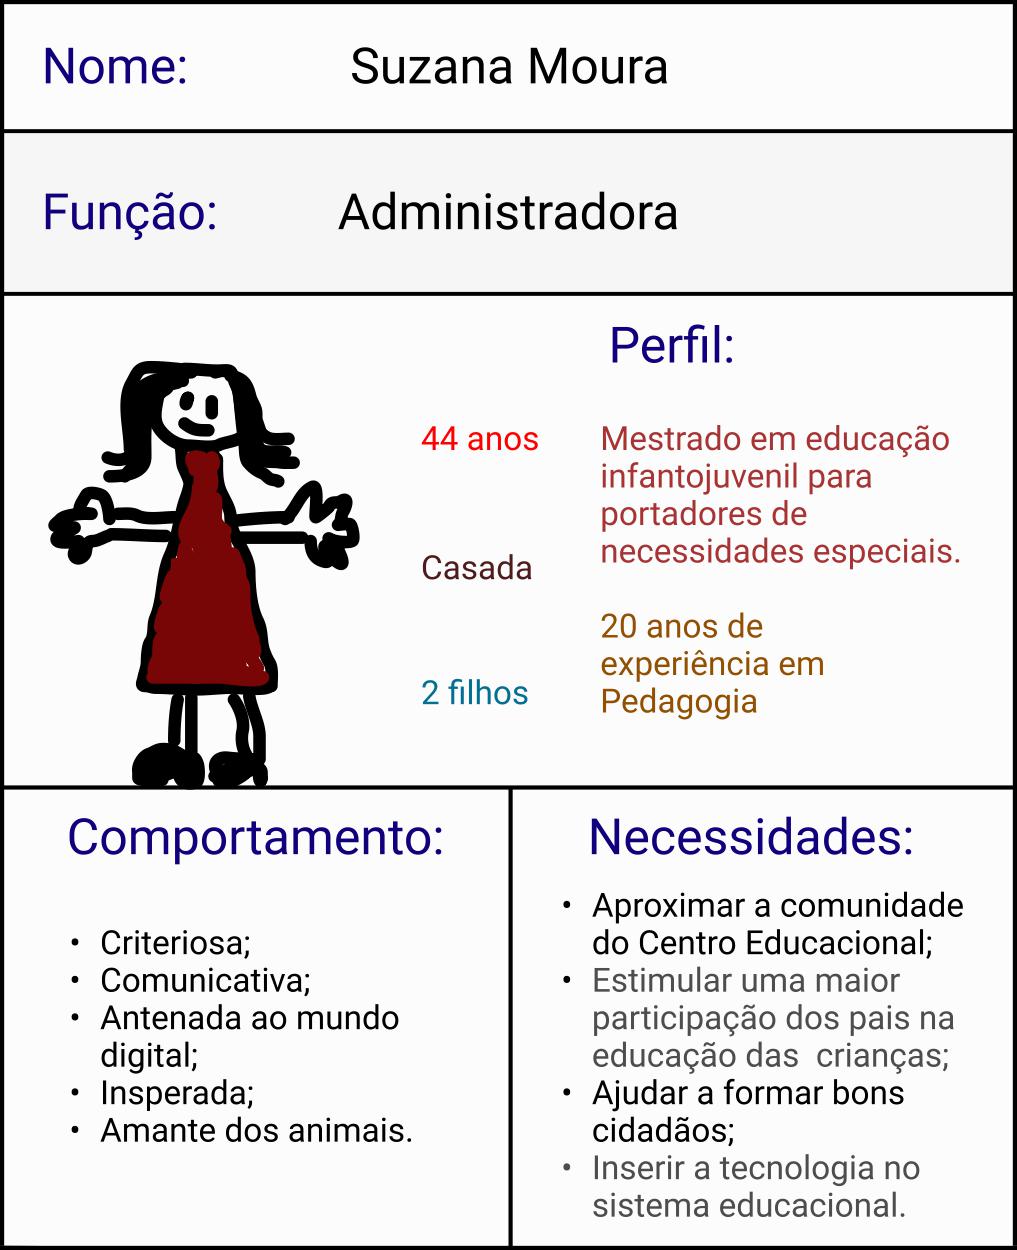 Nome: Suzana Moura
Função: Administradora
Perfil:
44 anos
Casada
2 filhos
Mestrado em educação
infantojuvenil para
portadores de
necessidades especiais.
20 anos de
experiência em
Pedagogia
Comportamento:
• Criteriosa;
• Comunicativa;
• Antenada ao mundo
digital;
• Insperada;
• Amante dos animais.
Necessidades:
• Aproximar a comunidade
do Centro Educacional;
• Estimular uma maior
participação dos pais na
educação das  crianças;
• Ajudar a formar bons
cidadãos;
• Inserir a tecnologia no
sistema educacional.